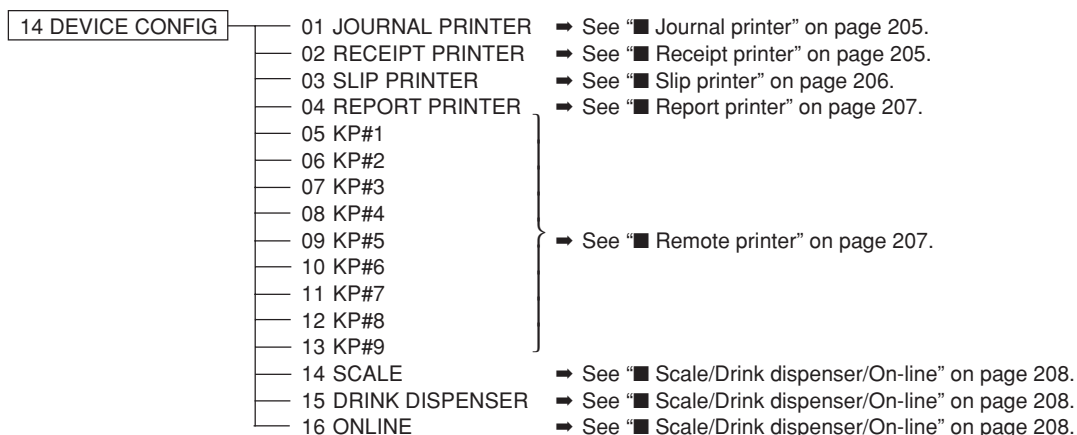 14 DEVICE CONFIG
01 JOURNAL PRINTER ➡ See “■ Journal printer” on page 205.
02 RECEIPT PRINTER ➡ See “■ Receipt printer” on page 205.
03 SLIP PRINTER ➡ See “■ Slip printer” on page 206.
04 REPORT PRINTER ➡ See “■ Report printer” on page 207.
05 KP#1
06 KP#2
07 KP#3
08 KP#4
09 KP#5 ➡ See “■ Remote printer” on page 207.
10 KP#6
11 KP#7
12 KP#8
13 KP#9
14 SCALE ➡ See “■ Scale/Drink dispenser/On-line” on page 208.
15 DRINK DISPENSER ➡ See “■ Scale/Drink dispenser/On-line” on page 208.
16 ONLINE ➡ See “■ Scale/Drink dispenser/On-line” on page 208.